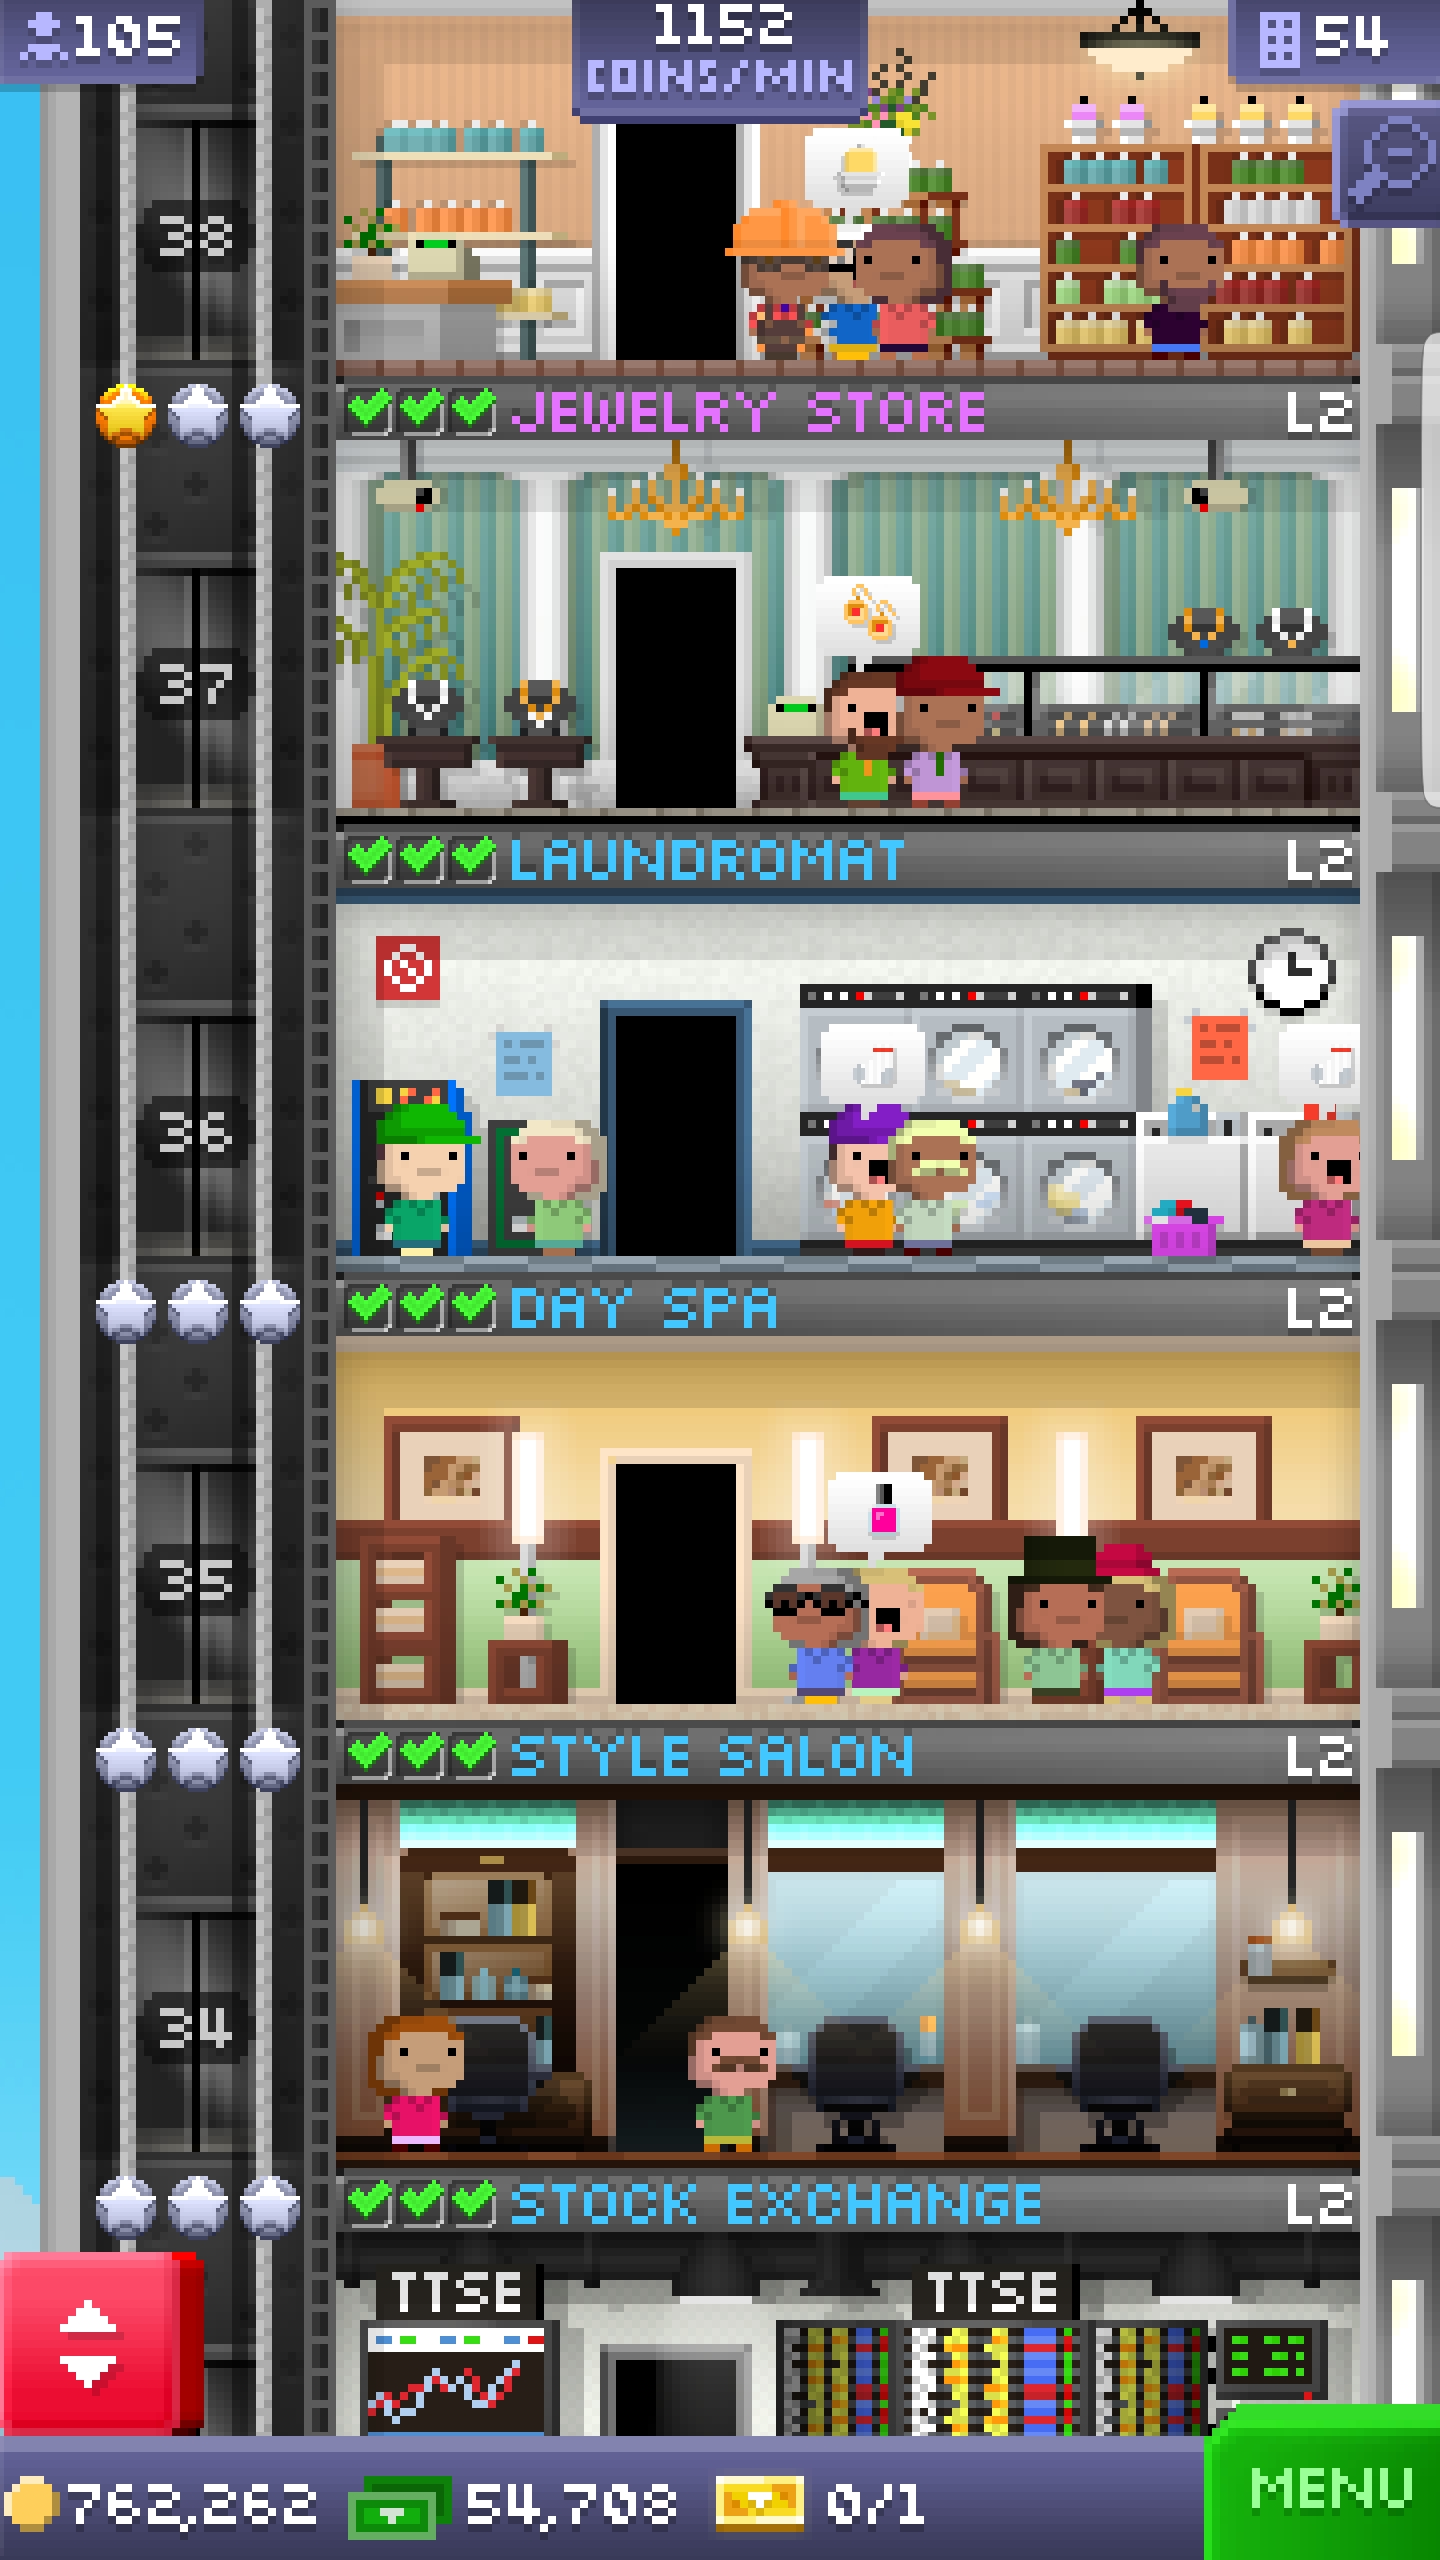 105
1152
COINS/MIN
54
38
JEWELRY STORE L2
37
LAUNDROMAT L2
36
DAY SPA L2
35
STYLE SALON L2
34
STOCK EXCHANGE L2
TTSE TTSE
762,262 54,708 0/1 MENU